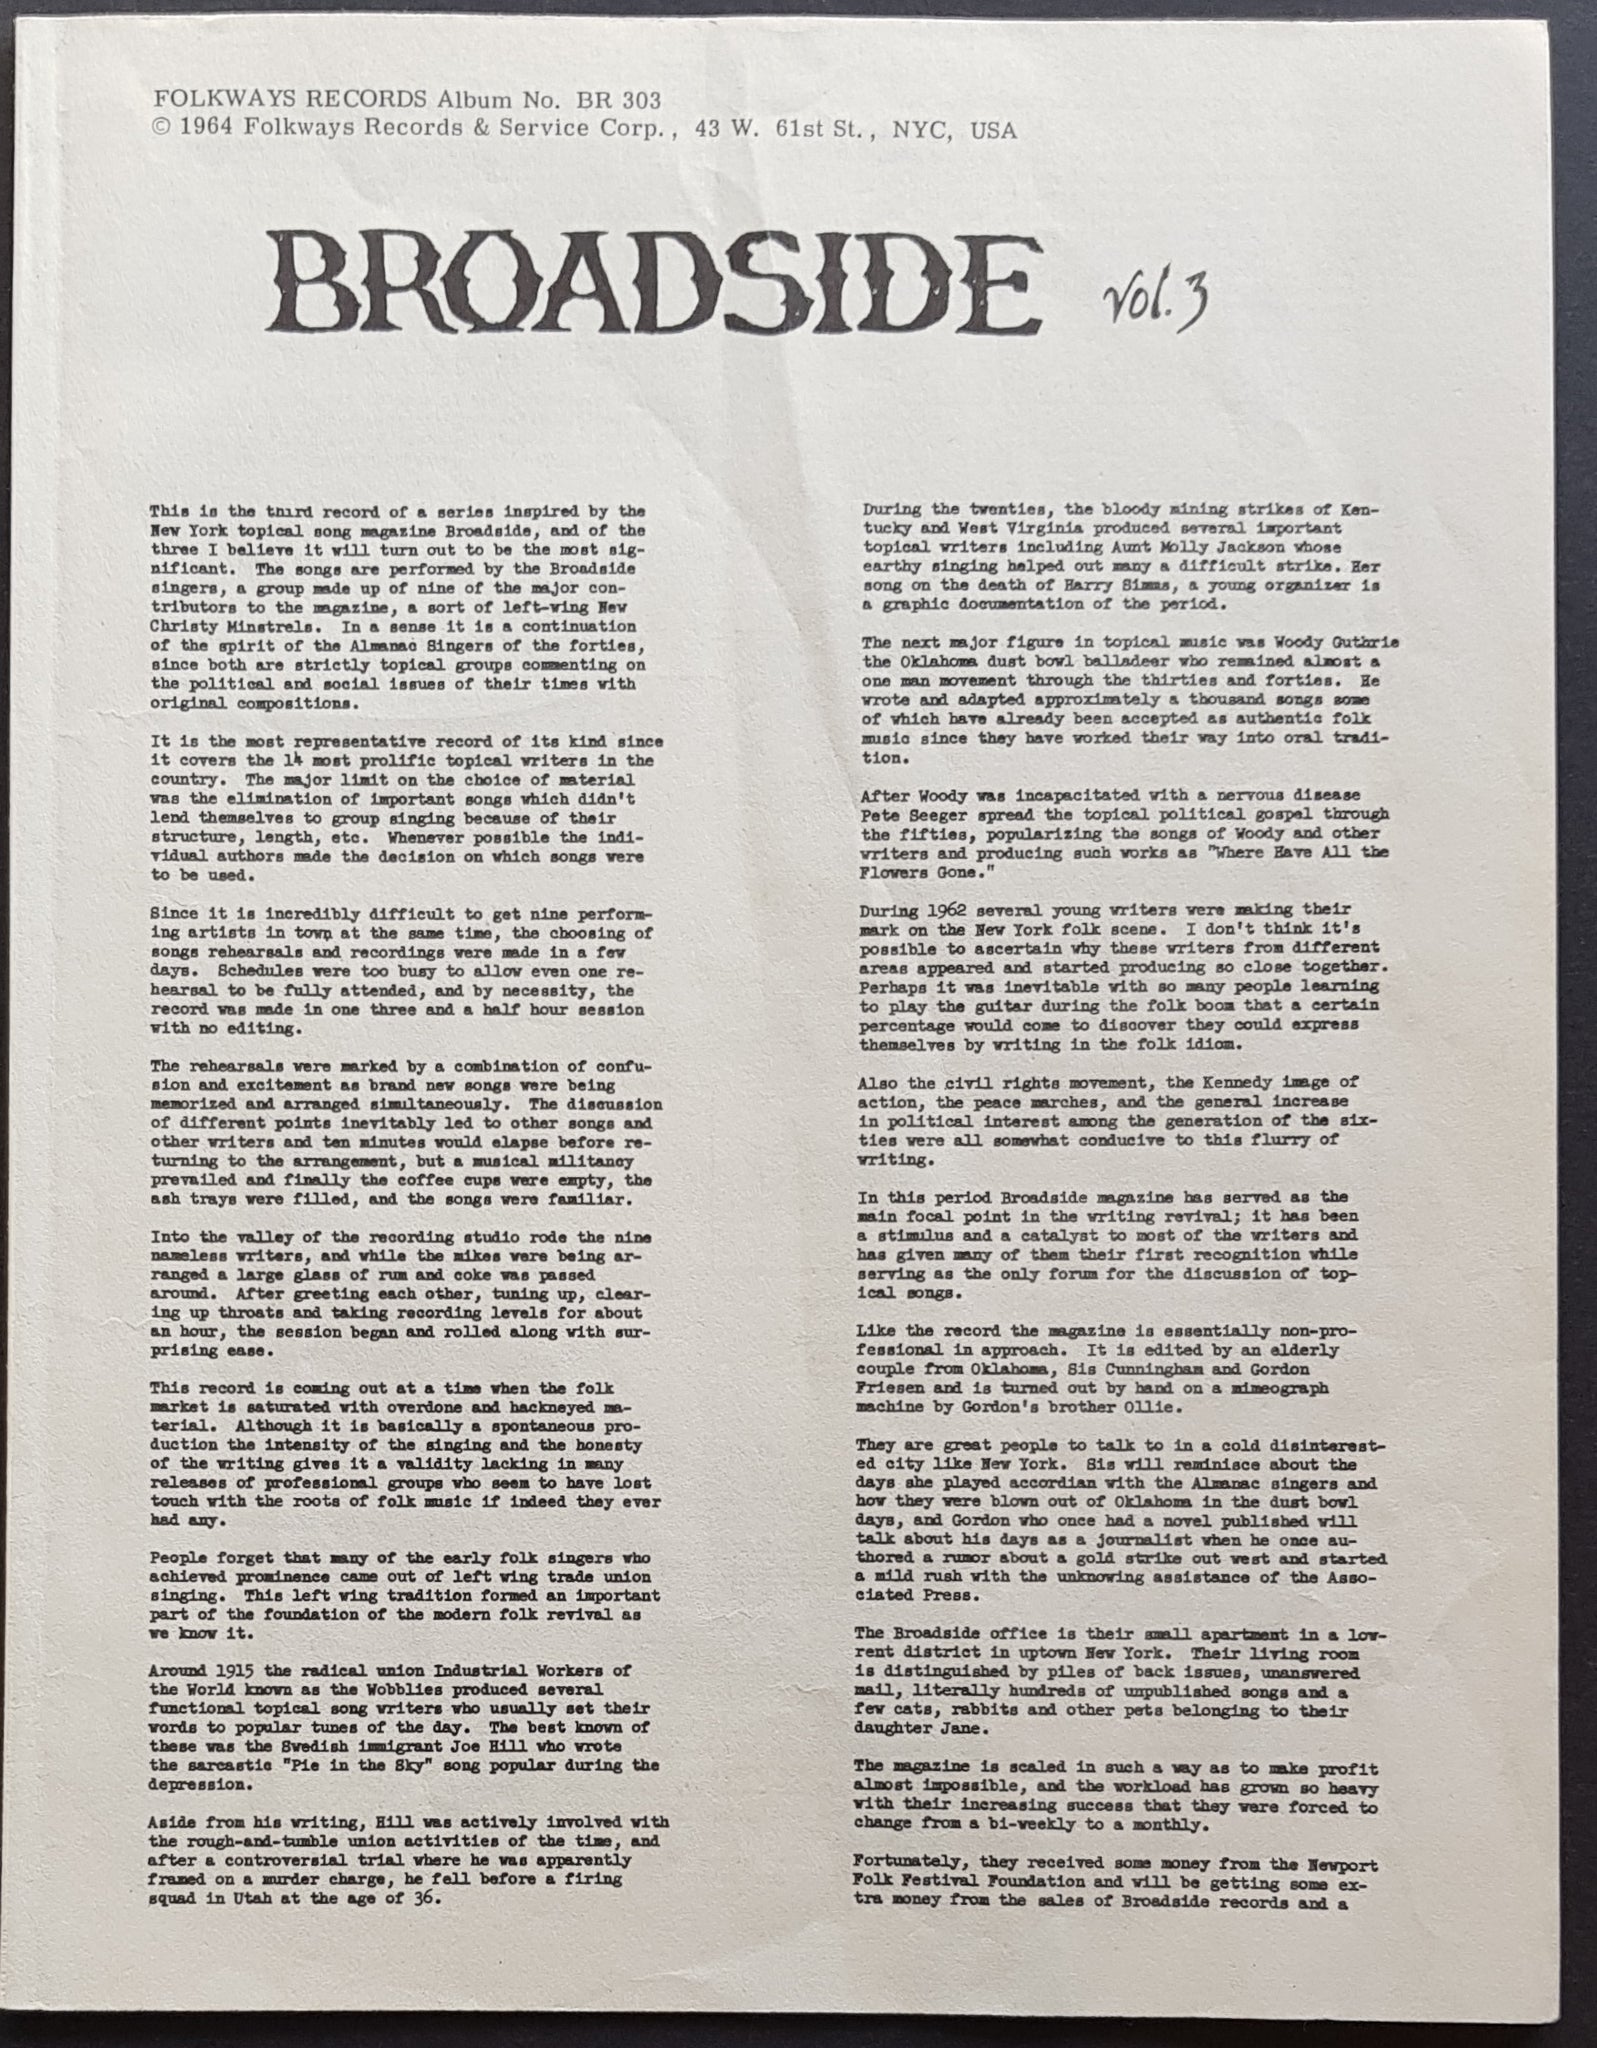 FOLKWAYS RECORDS Album No. BR 303
© 1964 Folkways Records & Service Corp., 43 W. 61st St., NYC, USA
BROADSIDE vol. 3
This is the third record of a series inspired by the
New York topical song magazine Broadside, and of the
three I believe it will turn out to be the most sig-
nificant. The songs are performed by the Broadside
singers, a group made up of nine of the major con-
tributors to the magazine, a sort of left-wing New
Christy Minstrels. In a sense it is a continuation
of the spirit of the Almanac Singers of the forties,
since both are strictly topical groups commenting on
the political and social issues of their times with
original compositions.
It is the most representative record of its kind since
it covers the 14 most prolific topical writers in the
country. The major limit on the choice of material
was the elimination of important songs which didn't
lend themselves to group singing because of their
structure, length, etc. Whenever possible the indi-
vidual authors made the decision on which songs were
to be used.
Since it is incredibly difficult to get nine perform-
ing artists in town at the same time, the choosing of
songs rehearsals and recordings were made in a few
days. Schedules were too busy to allow even one re-
hearsal to be fully attended, and by necessity, the
record was made in one three and a half hour session
with no editing.
The rehearsals were marked by a combination of confu-
sion and excitement as brand new songs were being
memorized and arranged simultaneously. The discussion
of different points inevitably led to other songs and
other writers and ten minutes would elapse before re-
turning to the arrangement, but a musical militancy
prevailed and finally the coffee cups were empty, the
ash trays were filled, and the songs were familiar.
Into the valley of the recording studio rode the nine
nameless writers, and while the mikes were being ar-
ranged a large glass of rum and coke was passed
around. After greeting each other, tuning up, clear-
ing up throats and taking recording levels for about
an hour, the session began and rolled along with sur-
prising ease.
This record is coming out at a time when the folk
market is saturated with overdone and hackneyed ma-
terial. Although it is basically a spontaneous pro-
duction the intensity of the singing and the honesty
of the writing gives it a validity lacking in many
releases of professional groups who seem to have lost
touch with the roots of folk music if indeed they ever
had any.
People forget that many of the early folk singers who
achieved prominence came out of left wing trade union
singing. This left wing tradition formed an important
part of the foundation of the modern folk revival as
we know it.
Around 1915 the radical union Industrial Workers of
the World known as the Wobblies produced several
functional topical song writers who usually set their
words to popular tunes of the day. The best known of
these was the Swedish immigrant Joe Hill who wrote
the sarcastic "Pie in the Sky" song popular during the
depression.
Aside from his writing, Hill was actively involved with
the rough-and-tumble union activities of the time, and
after a controversial trial where he was apparently
framed on a murder charge, he fell before a firing
squad in Utah at the age of 36.
During the twenties, the bloody mining strikes of Ken-
tucky and West Virginia produced several important
topical writers including Aunt Molly Jackson whose
earthy singing helped out many a difficult strike. Her
song on the death of Harry Simms, a young organizer is
a graphic documentation of the period.
The next major figure in topical music was Woody Guthrie
the Oklahoma dust bowl balladeer who remained almost a
one man movement through the thirties and forties. He
wrote and adapted approximately a thousand songs some
of which have already been accepted as authentic folk
music since they have worked their way into oral tradi-
tion.
After Woody was incapacitated with a nervous disease
Pete Seeger spread the topical political gospel through
the fifties, popularizing the songs of Woody and other
writers and producing such works as "Where Have All the
Flowers Gone."
During 1962 several young writers were making their
mark on the New York folk scene. I don't think it's
possible to ascertain why these writers from different
areas appeared and started producing so close together.
Perhaps it was inevitable with so many people learning
to play the guitar during the folk boom that a certain
percentage would come to discover they could express
themselves by writing in the folk idiom.
Also the civil rights movement, the Kennedy image of
action, the peace marches, and the general increase
in political interest among the generation of the six-
ties were all somewhat conducive to this flurry of
writing.
In this period Broadside magazine has served as the
main focal point in the writing revival; it has been
a stimulus and a catalyst to most of the writers and
has given many of them their first recognition while
serving as the only forum for the discussion of top-
ical songs.
Like the record the magazine is essentially non-pro-
fessional in approach. It is edited by an elderly
couple from Oklahoma, Sis Cunningham and Gordon
Friesen and is turned out by hand on a mimeograph
machine by Gordon's brother Ollie.
They are great people to talk to in a cold disinterest-
ed city like New York. Sis will reminisce about the
days she played accordian with the Almanac singers and
how they were blown out of Oklahoma in the dust bowl
days, and Gordon who once had a novel published will
talk about his days as a journalist when he once au-
thored a rumor about a gold strike out west and started
a mild rush with the unknowing assistance of the Asso-
ciated Press.
The Broadside office is their small apartment in a low-
rent district in uptown New York. Their living room
is distinguished by piles of back issues, unanswered
mail, literally hundreds of unpublished songs and a
few cats, rabbits and other pets belonging to their
daughter Jane.
The magazine is scaled in such a way as to make profit
almost impossible, and the workload has grown so heavy
with their increasing success that they were forced to
change from a bi-weekly to a monthly.
Fortunately, they received some money from the Newport
Folk Festival Foundation and will be getting some ex-
tra money from the sales of Broadside records and a